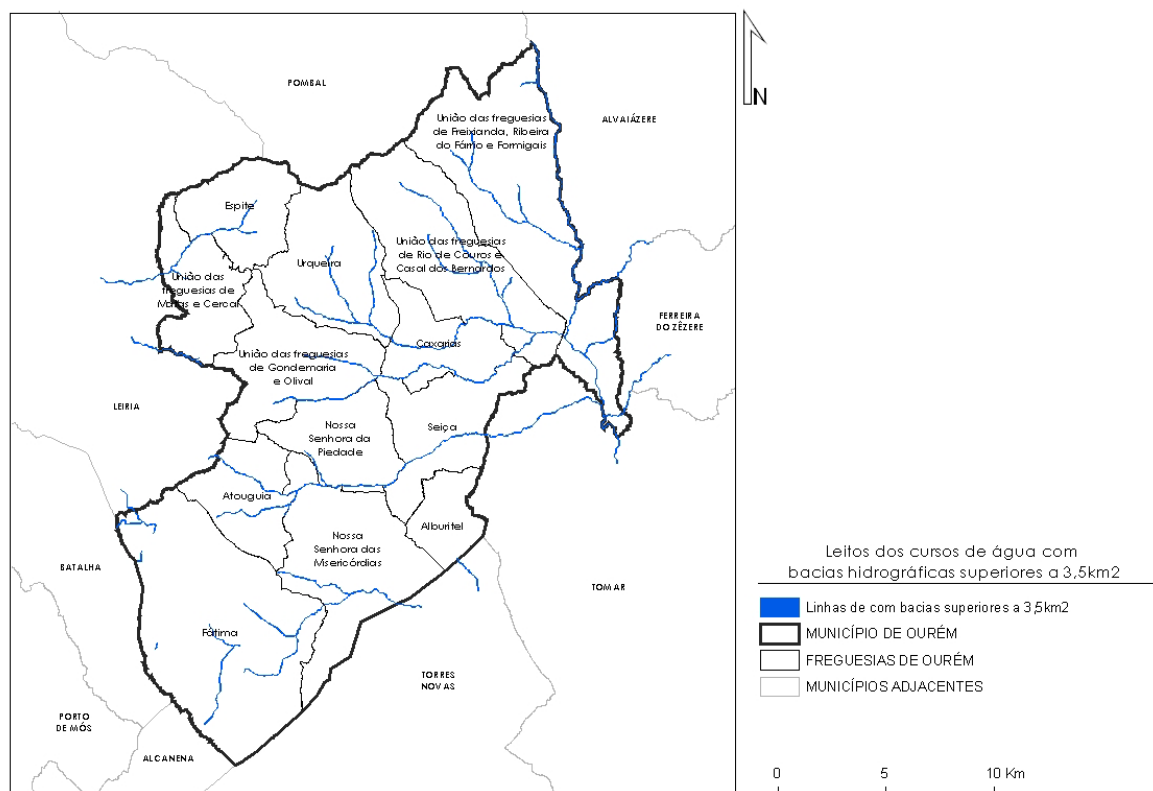 POMBAL
N
ALVAIÁZERE
União das freguesias
de Freixianda, Ribeira
do Fárrio e Formigais
Espite
União das freguesias
de Rio de Couros e
Casal dos Bernardos
Urqueira
União das
freguesias de
Matas e Cercal
FERREIRA
DO ZÊZERE
Caxarias
União das freguesias
de Gondemaria
e Olival
LEIRIA
Nossa
Senhora da
Piedade
Seiça
Atouguia
Alburitel
Nossa
Senhora das
Misericórdias
BATALHA
TOMAR
Fátima
TORRES
NOVAS
PORTO
DE MÓS
ALCANENA
Leitos dos cursos de água com
bacias hidrográficas superiores a 3,5km2
Linhas de com bacias superiores a 3,5km2
MUNICÍPIO DE OURÉM
FREGUESIAS DE OURÉM
MUNICÍPIOS ADJACENTES
0 5 10 Km